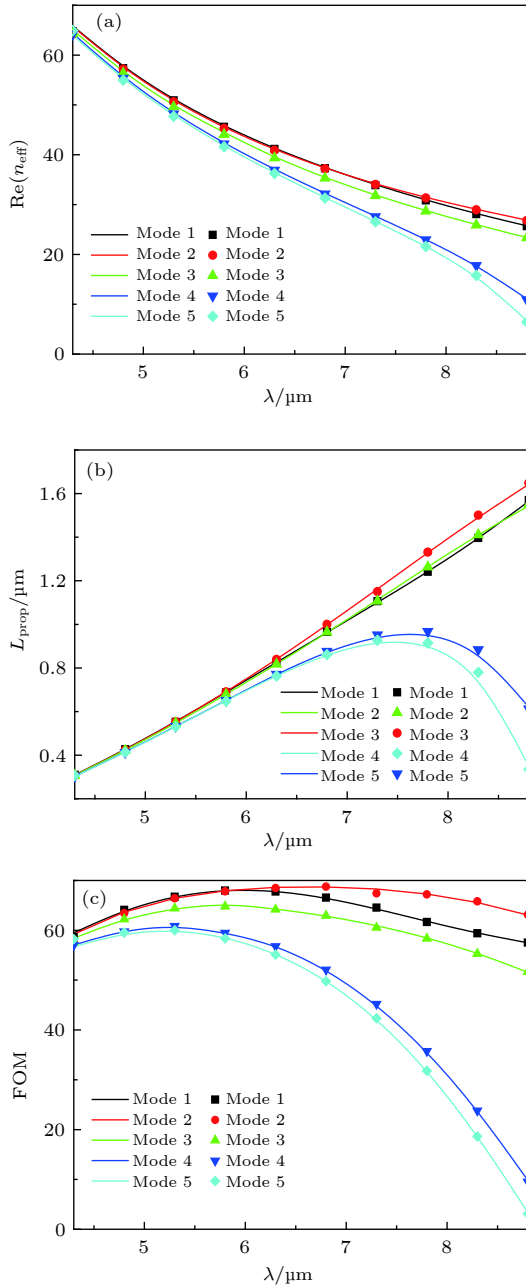 (a)
60
40
20
0
Re(n_eff)
Mode 1 Mode 1
Mode 2 Mode 2
Mode 3 Mode 3
Mode 4 Mode 4
Mode 5 Mode 5
5 6 7 8
λ/µm
(b)
1.6
1.2
0.8
0.4
L_prop/µm
Mode 1 Mode 1
Mode 2 Mode 2
Mode 3 Mode 3
Mode 4 Mode 4
Mode 5 Mode 5
5 6 7 8
λ/µm
(c)
60
40
20
0
FOM
Mode 1 Mode 1
Mode 2 Mode 2
Mode 3 Mode 3
Mode 4 Mode 4
Mode 5 Mode 5
5 6 7 8
λ/µm